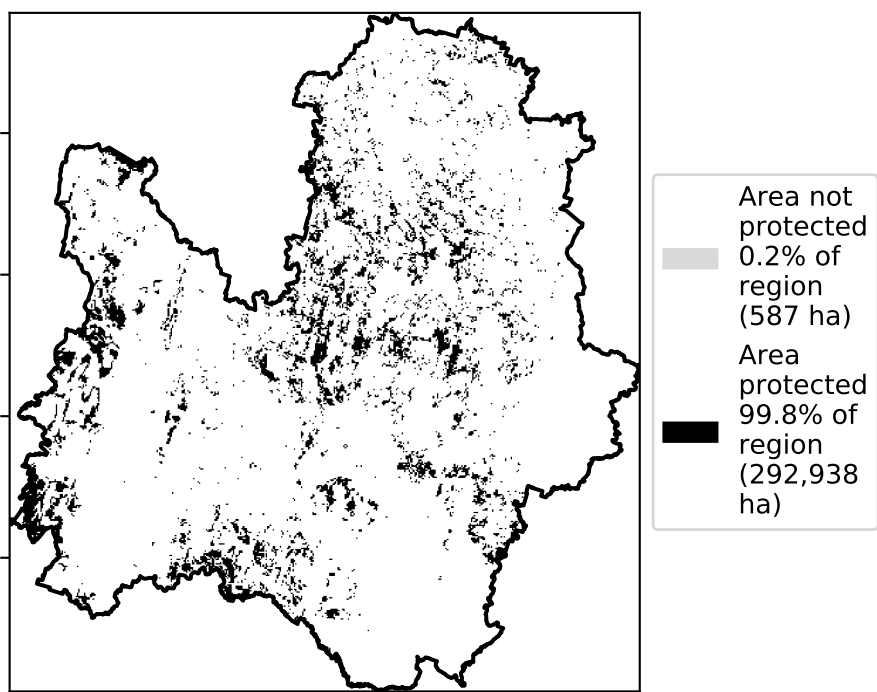 Area not
protected
0.2% of
region
(587 ha)
Area
protected
99.8% of
region
(292,938
ha)